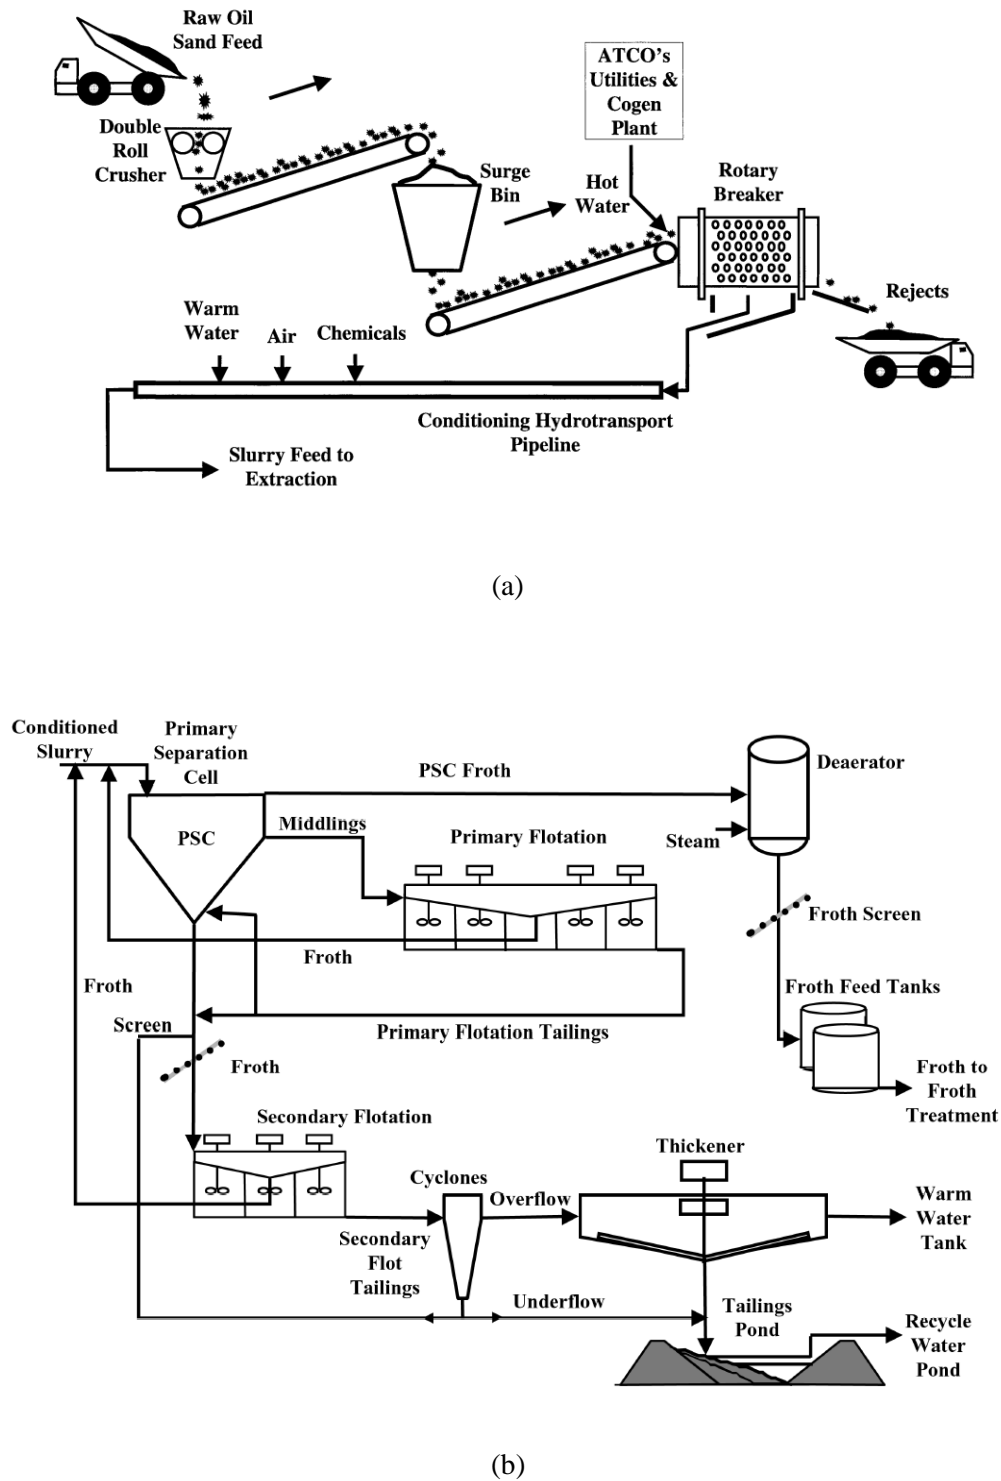 Raw Oil
Sand Feed
ATCO's
Utilities &
Cogen
Plant
Double
Roll
Crusher
Surge
Bin
Hot
Water
Rotary
Breaker
Rejects
Warm
Water
Air
Chemicals
Conditioning Hydrotransport
Pipeline
Slurry Feed to
Extraction
(a)
Conditioned
Slurry
Primary
Separation
Cell
PSC Froth
Deaerator
PSC
Middlings
Primary Flotation
Steam
Froth Screen
Froth
Froth
Froth Feed Tanks
Screen
Primary Flotation Tailings
Froth
Froth to
Froth
Treatment
Secondary Flotation
Thickener
Cyclones
Overflow
Warm
Water
Tank
Secondary
Flot
Tailings
Underflow
Tailings
Pond
Recycle
Water
Pond
(b)